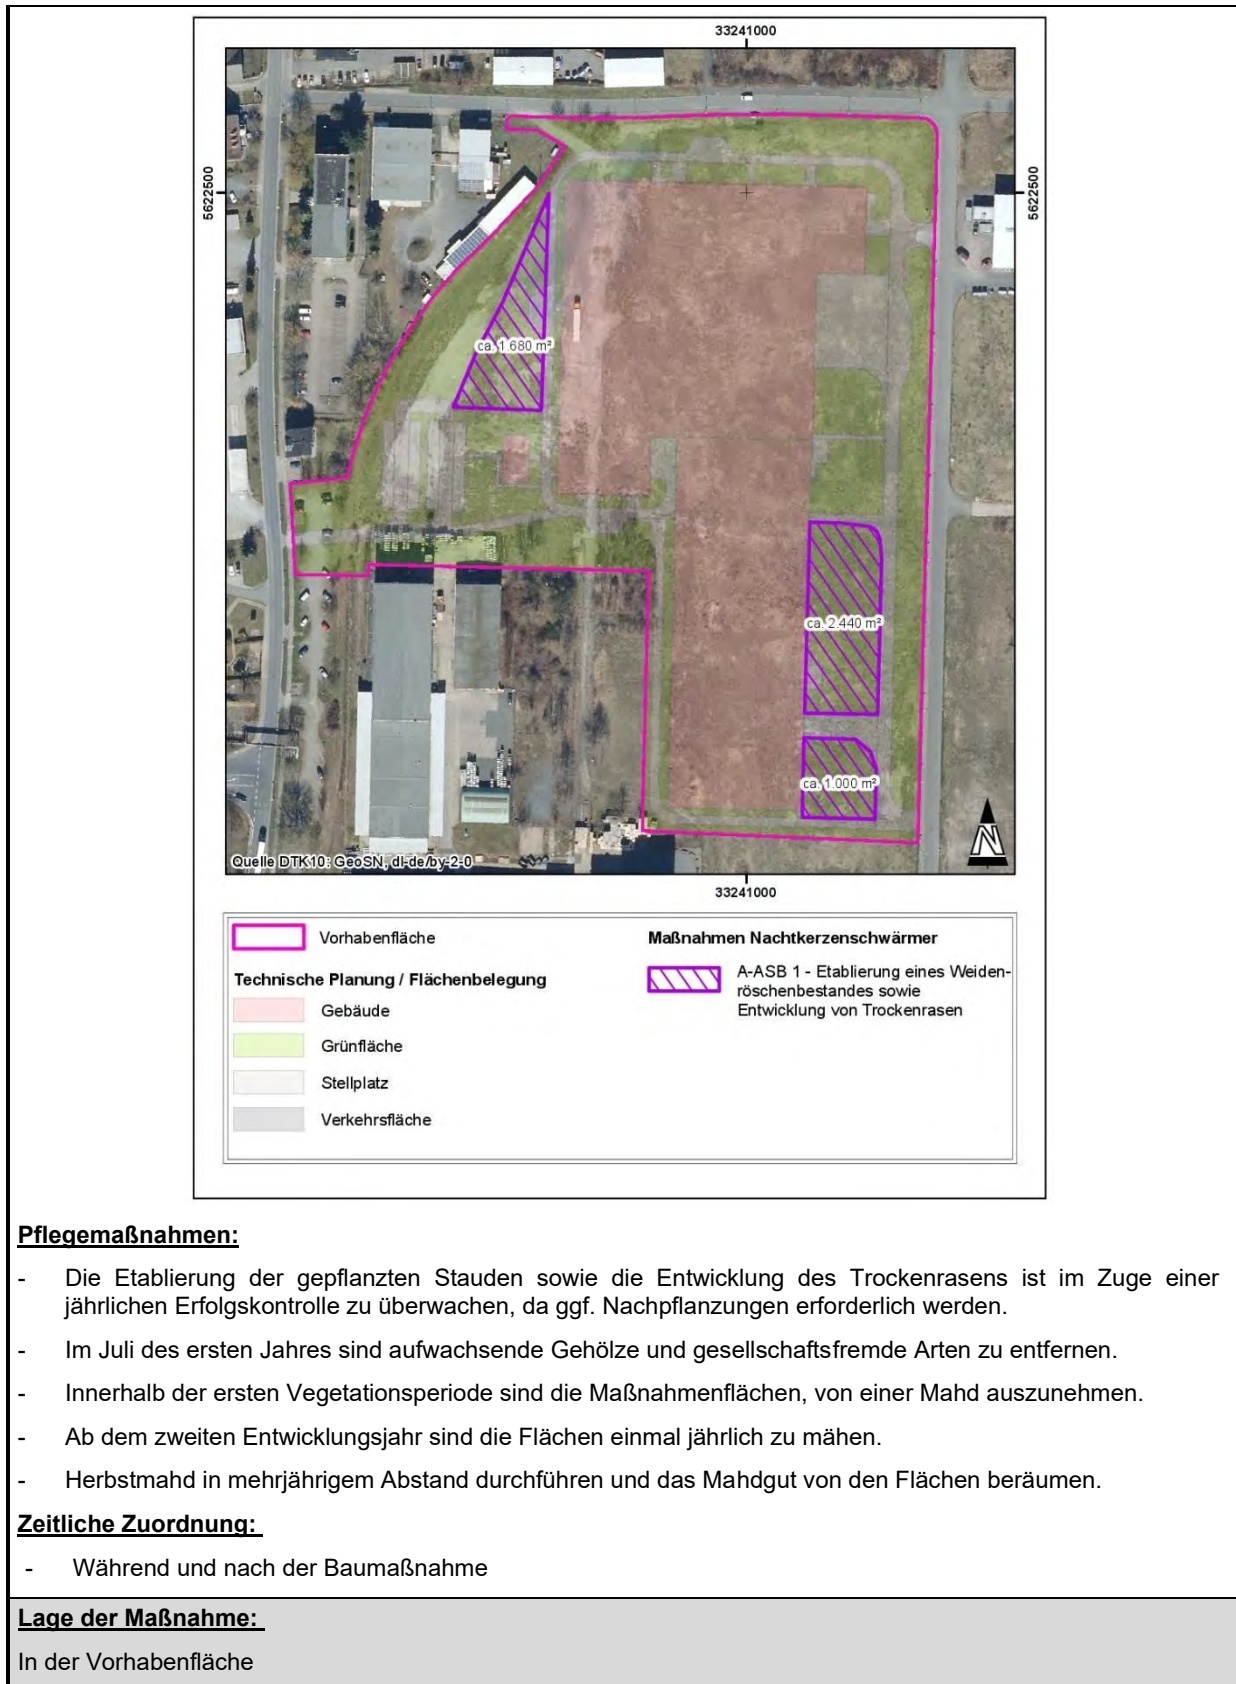 33241000
5622500
5622500
ca. 1.680 m²
ca. 2.440 m²
ca. 1.000 m²
N
Quelle DTK10: GeoSN, dl-de/by-2-0
33241000
Vorhabenfläche
Technische Planung / Flächenbelegung
Gebäude
Grünfläche
Stellplatz
Verkehrsfläche
Maßnahmen Nachtkerzenschwärmer
A-ASB 1 - Etablierung eines Weiden-
röschenbestandes sowie
Entwicklung von Trockenrasen
Pflegemaßnahmen:
- Die Etablierung der gepflanzten Stauden sowie die Entwicklung des Trockenrasens ist im Zuge einer
jährlichen Erfolgskontrolle zu überwachen, da ggf. Nachpflanzungen erforderlich werden.
- Im Juli des ersten Jahres sind aufwachsende Gehölze und gesellschaftsfremde Arten zu entfernen.
- Innerhalb der ersten Vegetationsperiode sind die Maßnahmenflächen, von einer Mahd auszunehmen.
- Ab dem zweiten Entwicklungsjahr sind die Flächen einmal jährlich zu mähen.
- Herbstmahd in mehrjährigem Abstand durchführen und das Mahdgut von den Flächen beräumen.
Zeitliche Zuordnung:
- Während und nach der Baumaßnahme
Lage der Maßnahme:
In der Vorhabenfläche